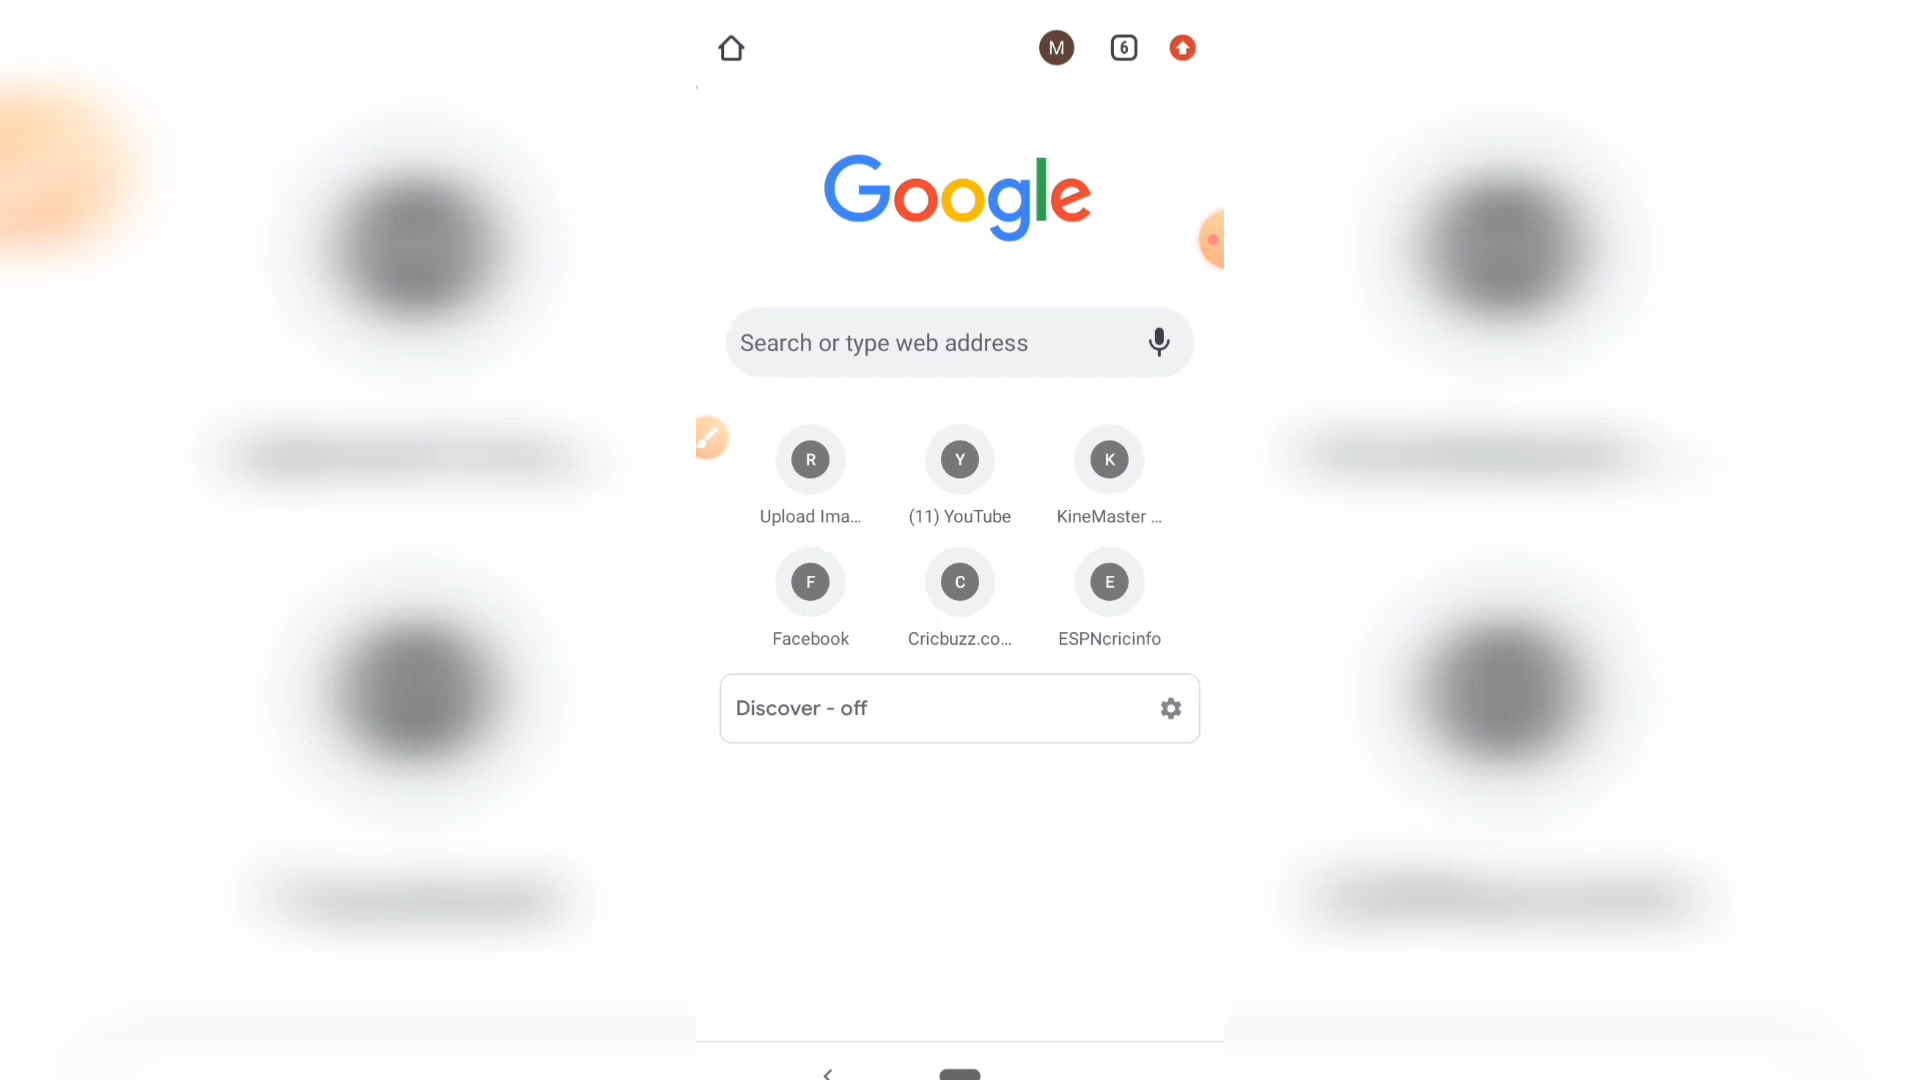 M 6
Google
Search or type web address
R Y K
Upload Ima... (11) YouTube KineMaster ...
F C E
Facebook Cricbuzz.co... ESPNcricinfo
Discover - off